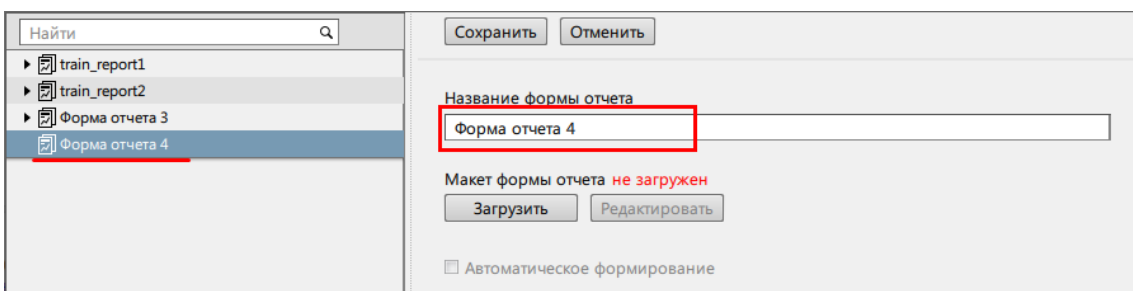 Найти
train_report1
train_report2
Форма отчета 3
Форма отчета 4
Сохранить Отменить
Название формы отчета
Форма отчета 4
Макет формы отчета не загружен
Загрузить Редактировать
Автоматическое формирование